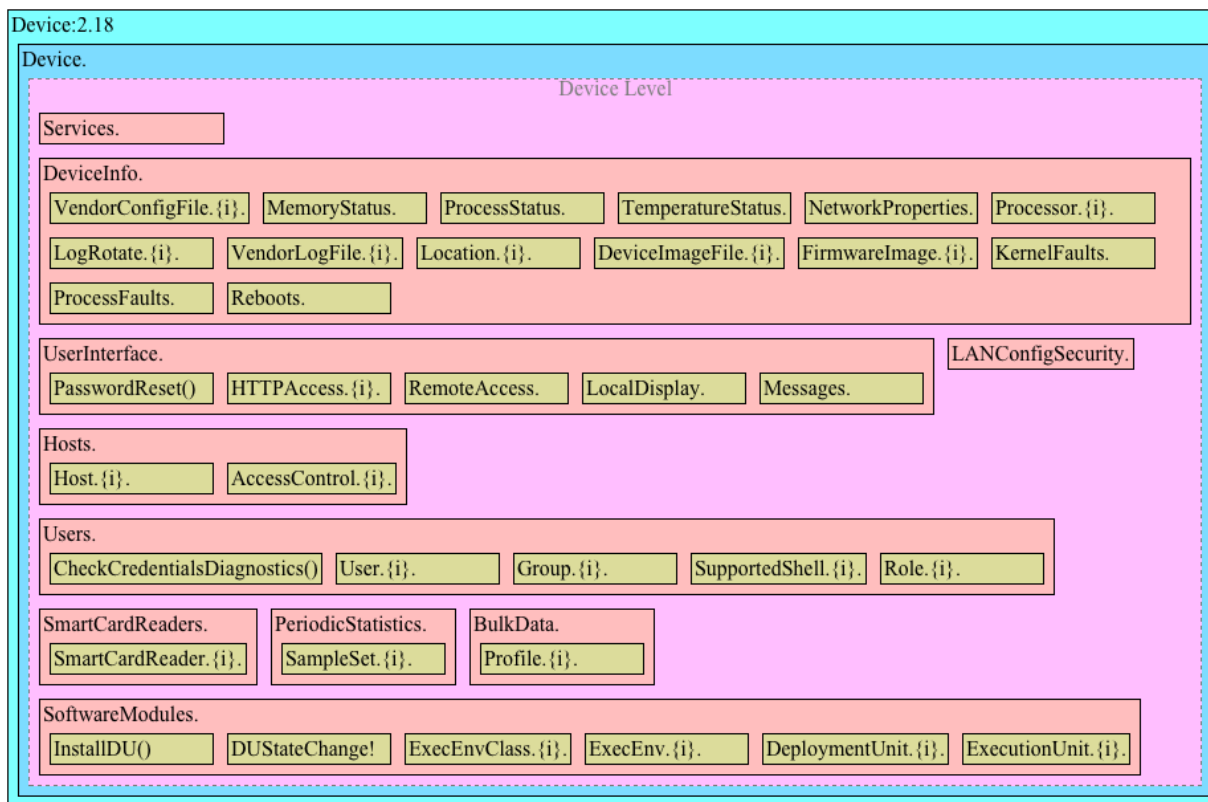 Device:2.18
Device.
Device Level
Services.
DeviceInfo.
VendorConfigFile.{i}. MemoryStatus. ProcessStatus. TemperatureStatus. NetworkProperties. Processor.{i}.
LogRotate.{i}. VendorLogFile.{i}. Location.{i}. DeviceImageFile.{i}. FirmwareImage.{i}. KernelFaults.
ProcessFaults. Reboots.
UserInterface. LANConfigSecurity.
PasswordReset() HTTPAccess.{i}. RemoteAccess. LocalDisplay. Messages.
Hosts.
Host.{i}. AccessControl.{i}.
Users.
CheckCredentialsDiagnostics() User.{i}. Group.{i}. SupportedShell.{i}. Role.{i}.
SmartCardReaders. PeriodicStatistics. BulkData.
SmartCardReader.{i}. SampleSet.{i}. Profile.{i}.
SoftwareModules.
InstallDU() DUStateChange! ExecEnvClass.{i}. ExecEnv.{i}. DeploymentUnit.{i}. ExecutionUnit.{i}.